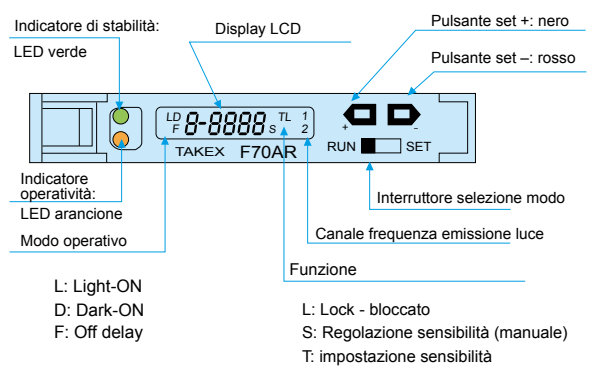 Indicatore di stabilità:
LED verde
Display LCD
Pulsante set +: nero
Pulsante set –: rosso
LD
F
8-8888
S
TL
1
2
+
-
TAKEX F70AR
RUN
SET
Indicatore
operatività:
LED arancione
Modo operativo
Interruttore selezione modo
Canale frequenza emissione luce
Funzione
L: Light-ON
D: Dark-ON
F: Off delay
L: Lock - bloccato
S: Regolazione sensibilità (manuale)
T: impostazione sensibilità